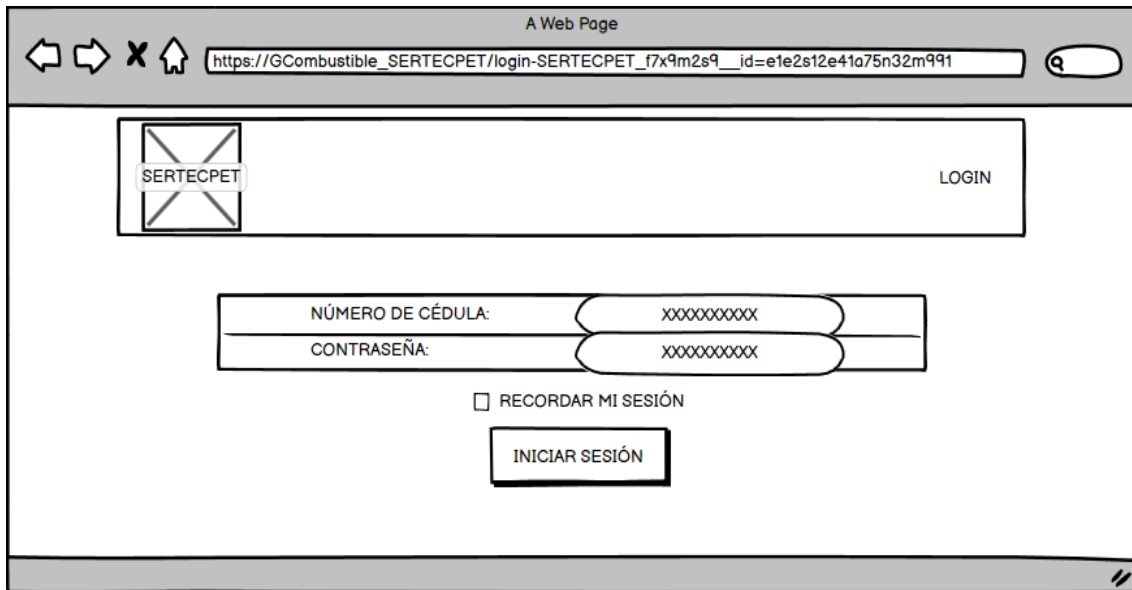 A Web Page
https://GCombustible_SERTECPET/login-SERTECPET_f7x9m2s9__id=e1e2s12e41a75n32m991
SERTECPET
LOGIN
NÚMERO DE CÉDULA: XXXXXXXXXX
CONTRASEÑA: XXXXXXXXXX
RECORDAR MI SESIÓN
INICIAR SESIÓN